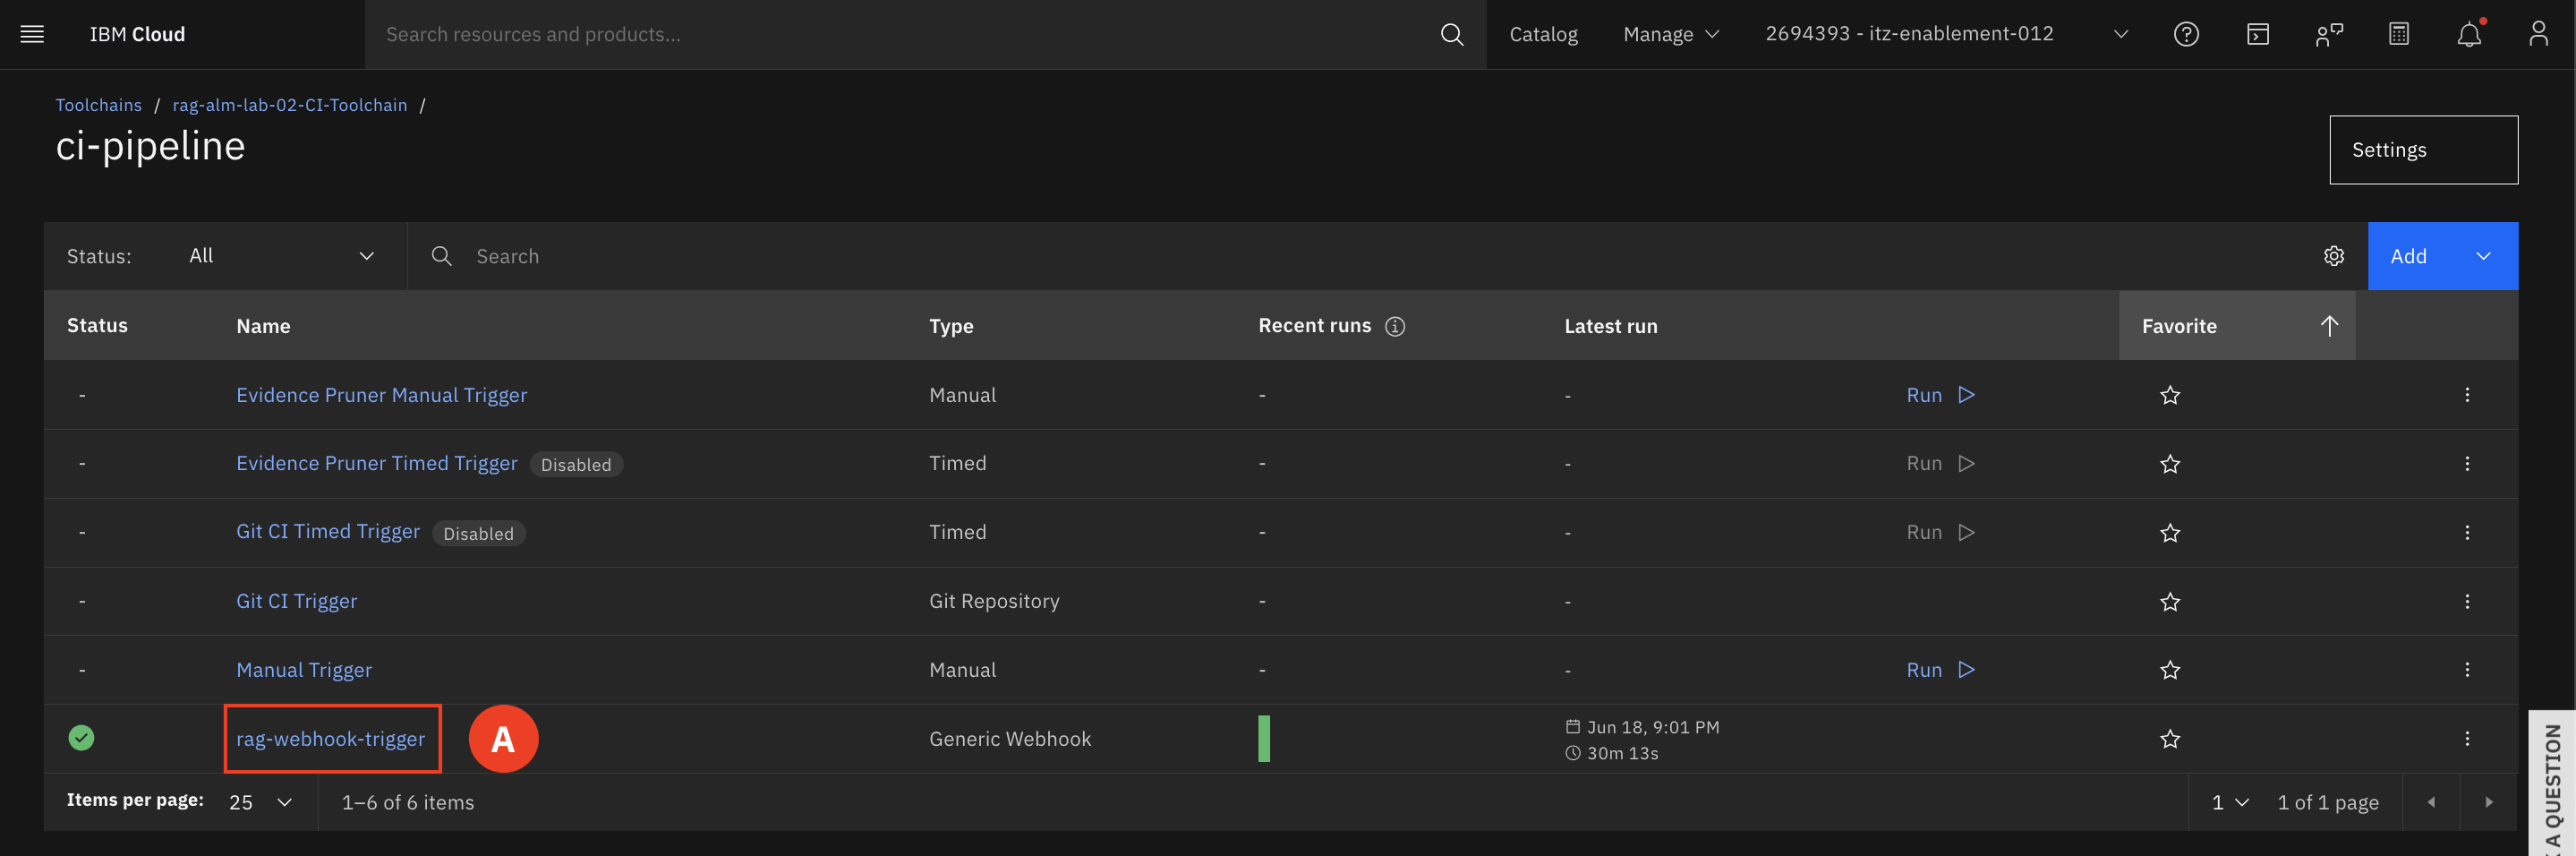 IBM Cloud
Search resources and products...
Catalog
Manage
2694393 - itz-enablement-012
Toolchains / rag-alm-lab-02-CI-Toolchain /
ci-pipeline
Settings
Status: All
Search
Add
Status Name Type Recent runs Latest run Favorite
- Evidence Pruner Manual Trigger Manual - - Run
- Evidence Pruner Timed Trigger Disabled Timed - - Run
- Git CI Timed Trigger Disabled Timed - - Run
- Git CI Trigger Git Repository - -
- Manual Trigger Manual - - Run
rag-webhook-trigger A Generic Webhook Jun 18, 9:01 PM
30m 13s
Items per page: 25 1–6 of 6 items 1 1 of 1 page
A QUESTION